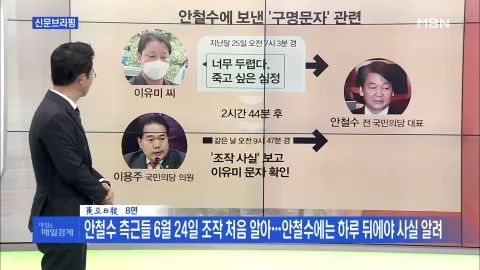 신문브리핑
안철수에 보낸 '구명문자' 관련
MBN
지난달 25일 오전 7시 3분 경
너무 두렵다.
죽고 싶은 심정
이유미 씨
2시간 44분 후
안철수 전 국민의당 대표
같은 날 오전 9시 47분 경
'조작 사실' 보고
이유미 문자 확인
이용주 국민의당 의원
東亞日報 8면
아침& 매일경제
안철수 측근들 6월 24일 조작 처음 알아…안철수에는 하루 뒤에야 사실 알려